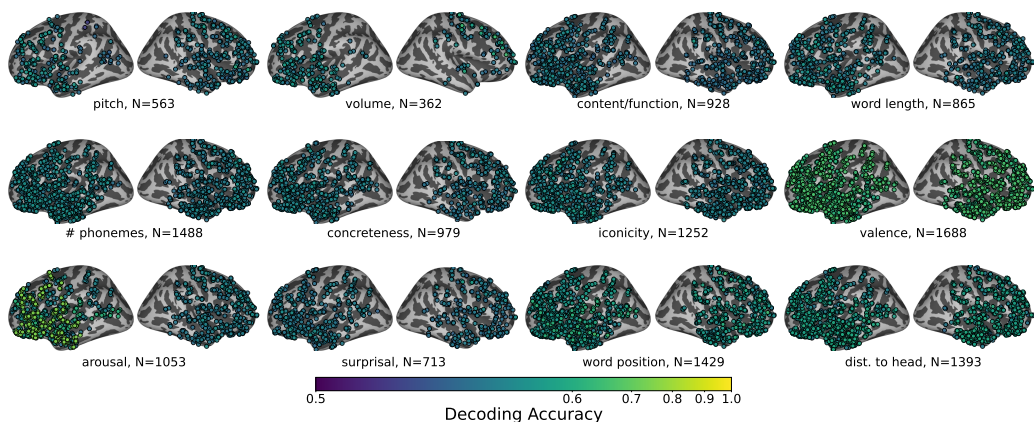 pitch, N=563
volume, N=362
content/function, N=928
word length, N=865
# phonemes, N=1488
concreteness, N=979
iconicity, N=1252
valence, N=1688
arousal, N=1053
surprisal, N=713
word position, N=1429
dist. to head, N=1393
0.5 0.6 0.7 0.8 0.9 1.0
Decoding Accuracy